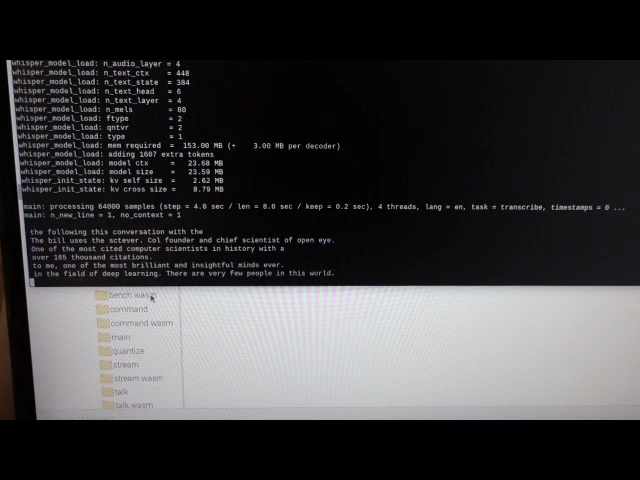 whisper_model_load: n_audio_layer = 4
whisper_model_load: n_text_ctx = 448
whisper_model_load: n_text_state = 384
whisper_model_load: n_text_head = 6
whisper_model_load: n_text_layer = 4
whisper_model_load: n_mels = 80
whisper_model_load: ftype = 2
whisper_model_load: qntvr = 2
whisper_model_load: type = 1
whisper_model_load: mem required = 153.00 MB (+ 3.00 MB per decoder)
whisper_model_load: adding 1607 extra tokens
whisper_model_load: model ctx = 23.68 MB
whisper_model_load: model size = 23.59 MB
whisper_init_state: kv self size = 2.62 MB
whisper_init_state: kv cross size = 8.79 MB
main: processing 64000 samples (step = 4.0 sec / len = 8.0 sec / keep = 0.2 sec), 4 threads, lang = en, task = transcribe, timestamps = 0 ...
main: n_new_line = 1, no_context = 1
the following this conversation with the
The bill uses the sctever. Col founder and chief scientist of open eye.
One of the most cited computer scientists in history with a
over 165 thousand citations.
to me, one of the most brilliant and insightful minds ever.
in the field of deep learning. There are very few people in this world.
bench.wasm
command
command.wasm
main
quantize
stream
stream.wasm
talk
talk.wasm